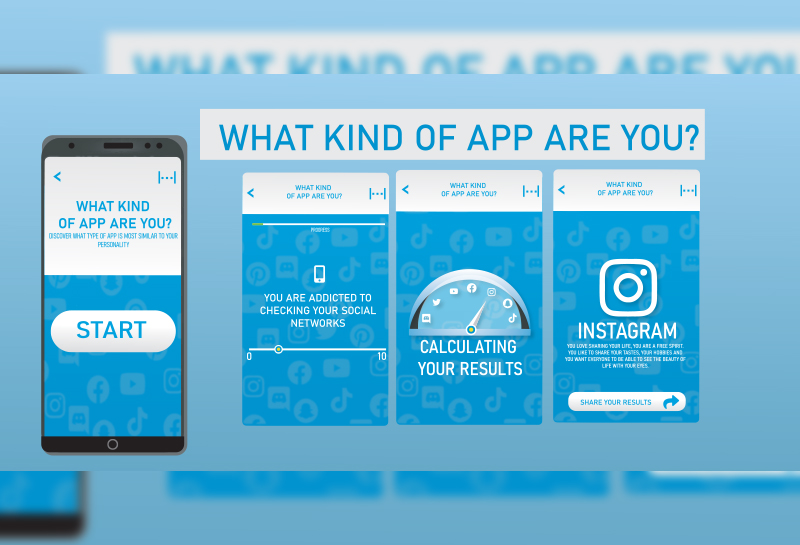 WHAT KIND OF APP ARE YOU?
WHAT KIND
OF APP ARE YOU?
DISCOVER WHAT TYPE OF APP IS MOST SIMILAR TO YOUR
PERSONALITY
START
WHAT KIND
OF APP ARE YOU?
PROGRESS
YOU ARE ADDICTED TO
CHECKING YOUR SOCIAL
NETWORKS
0 10
WHAT KIND
OF APP ARE YOU?
CALCULATING
YOUR RESULTS
WHAT KIND
OF APP ARE YOU?
INSTAGRAM
YOU LOVE SHARING YOUR LIFE, YOU ARE A FREE SPIRIT.
YOU LIKE TO SHARE YOUR TASTES, YOUR HOBBIES AND
YOU WANT EVERYONE TO BE ABLE TO SEE THE BEAUTY OF
LIFE WITH YOUR EYES.
SHARE YOUR RESULTS